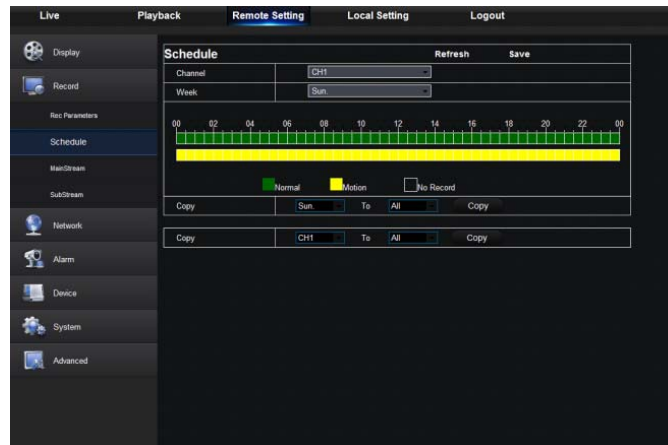 Live Playback Remote Setting Local Setting Logout
Display
Record
Rec Parameters
Schedule
MainStream
SubStream
Network
Alarm
Device
System
Advanced
Schedule Refresh Save
Channel CH1
Week Sun.
00 02 04 06 08 10 12 14 16 18 20 22 00
Normal Motion No Record
Copy Sun. To All Copy
Copy CH1 To All Copy